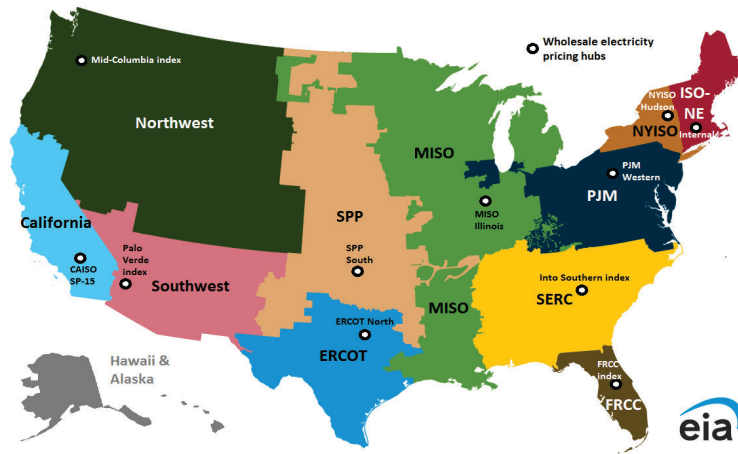 Mid-Columbia index
Wholesale electricity
pricing hubs
NYISO
Hudson
ISO-
NE
Internal
NYISO
Northwest
MISO
PJM
Western
PJM
California
SPP
MISO
Illinois
CAISO
SP-15
Palo
Verde
index
Southwest
SPP
South
Into Southern index
SERC
MISO
ERCOT North
ERCOT
Hawaii &
Alaska
FRCC
index
FRCC
eia